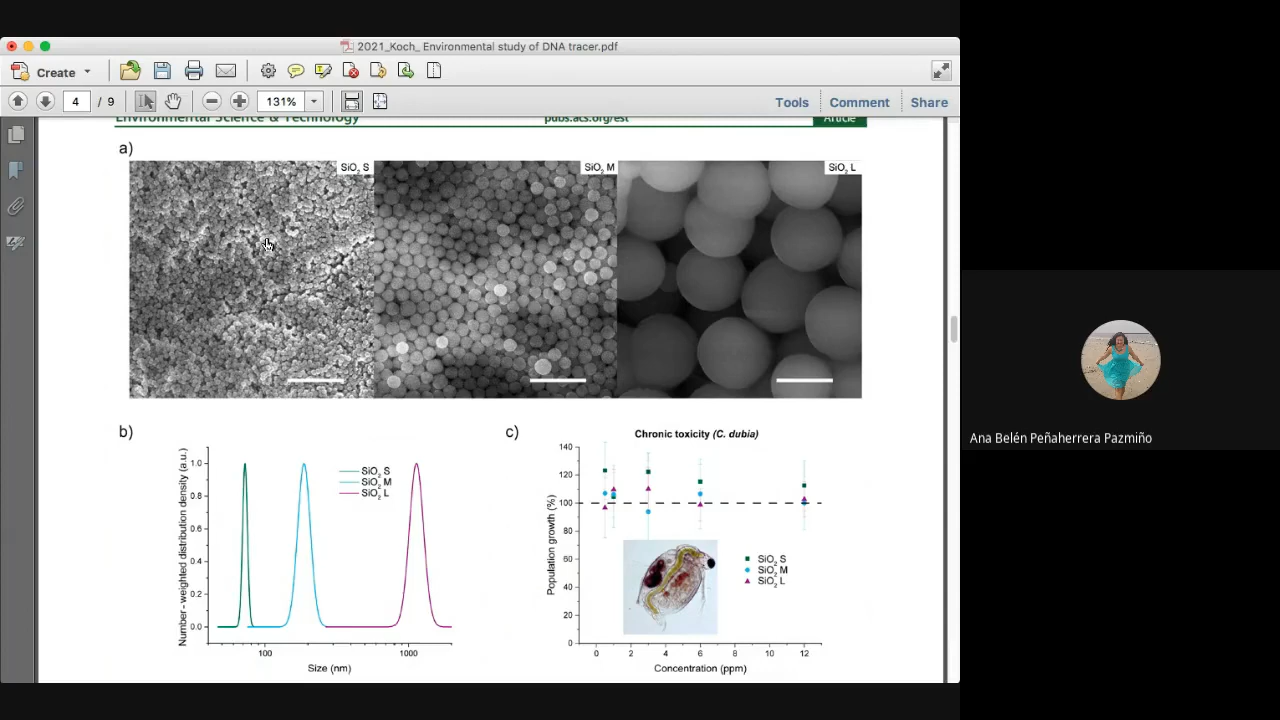 2021_Koch_ Environmental study of DNA tracer.pdf
Create
4 / 9
131%
Tools
Comment
Share
Environmental Science & Technology
pubs.acs.org/est
Article
a)
SiO2 S
SiO2 M
SiO2 L
b)
Number-weighted distribution density (a.u.)
1.0
0.8
0.6
0.4
0.2
0.0
SiO2 S
SiO2 M
SiO2 L
100
1000
Size (nm)
c)
Chronic toxicity (C. dubia)
Population growth (%)
140
120
100
80
60
40
20
0
SiO2 S
SiO2 M
SiO2 L
0 2 4 6 8 10 12
Concentration (ppm)
Ana Belén Peñaherrera Pazmiño